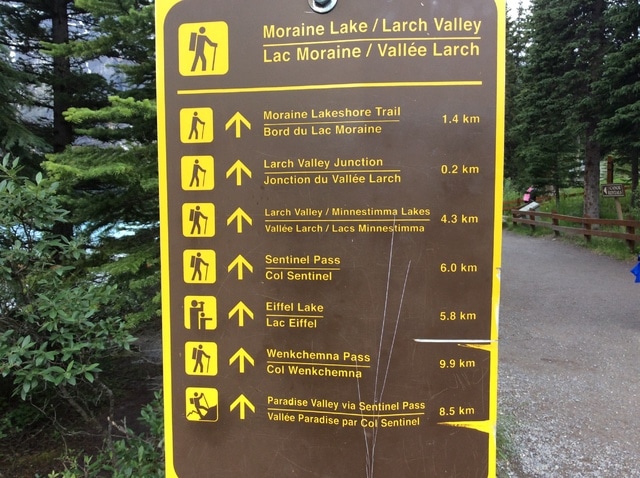 Moraine Lake / Larch Valley
Lac Moraine / Vallée Larch
Moraine Lakeshore Trail
Bord du Lac Moraine
1.4 km
Larch Valley Junction
Jonction du Vallée Larch
0.2 km
Larch Valley / Minnestimma Lakes
Vallée Larch / Lacs Minnestimma
4.3 km
Sentinel Pass
Col Sentinel
6.0 km
Eiffel Lake
Lac Eiffel
5.8 km
Wenkchemna Pass
Col Wenkchemna
9.9 km
Paradise Valley via Sentinel Pass
Vallée Paradise par Col Sentinel
8.5 km